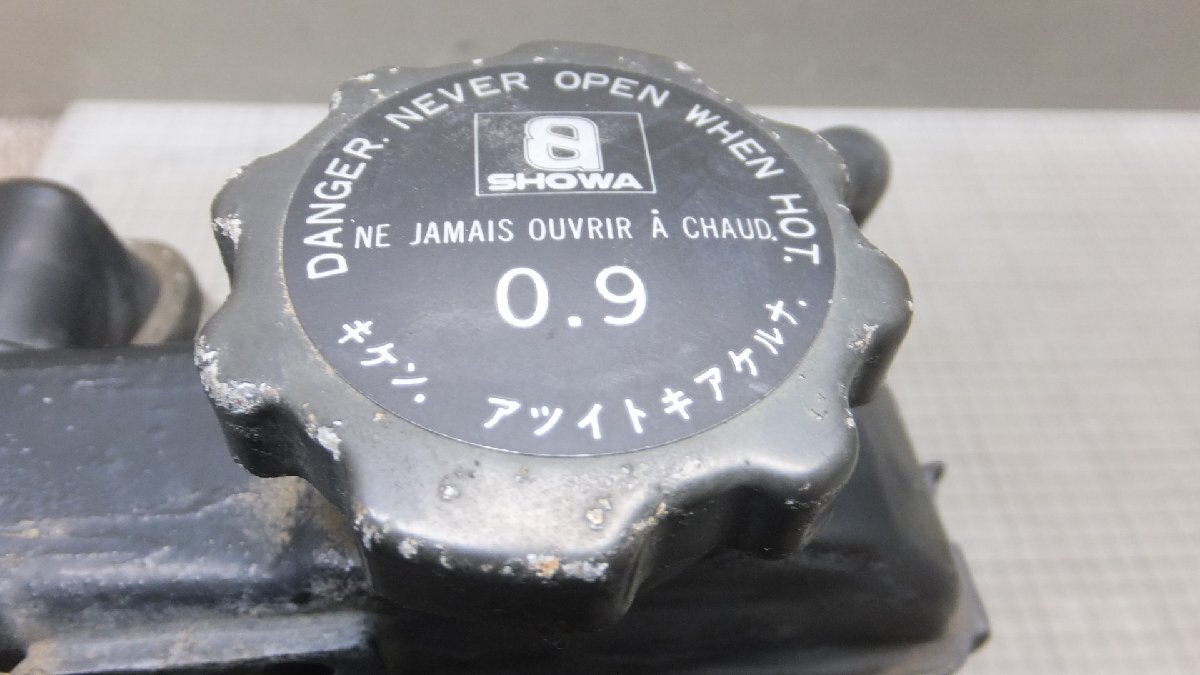 DANGER. NEVER OPEN WHEN HOT.
SHOWA
NE JAMAIS OUVRIR À CHAUD.
0.9
キケン. アツイトキアケルナ.